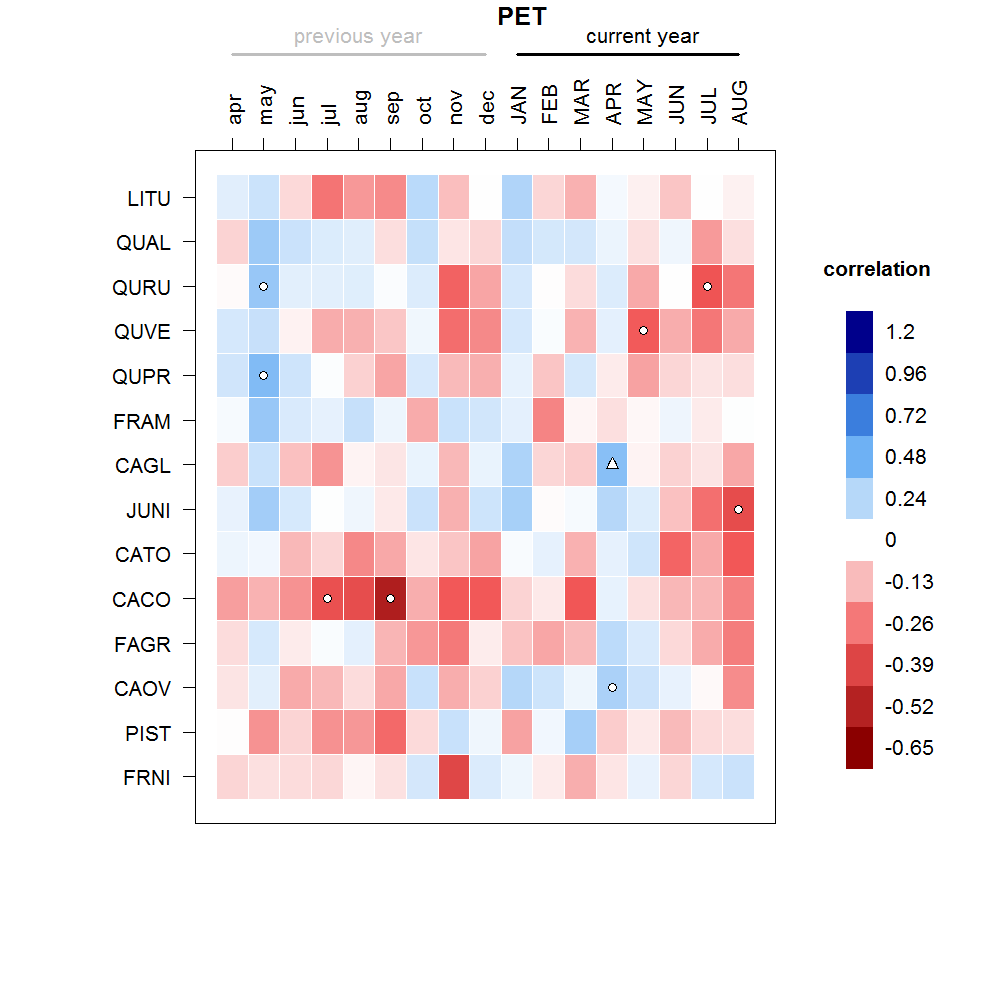 PET
previous year
current year
apr may jun jul aug sep oct nov dec JAN FEB MAR APR MAY JUN JUL AUG
LITU
QUAL
QURU
QUVE
QUPR
FRAM
CAGL
JUNI
CATO
CACO
FAGR
CAOV
PIST
FRNI
correlation
1.2
0.96
0.72
0.48
0.24
0
-0.13
-0.26
-0.39
-0.52
-0.65